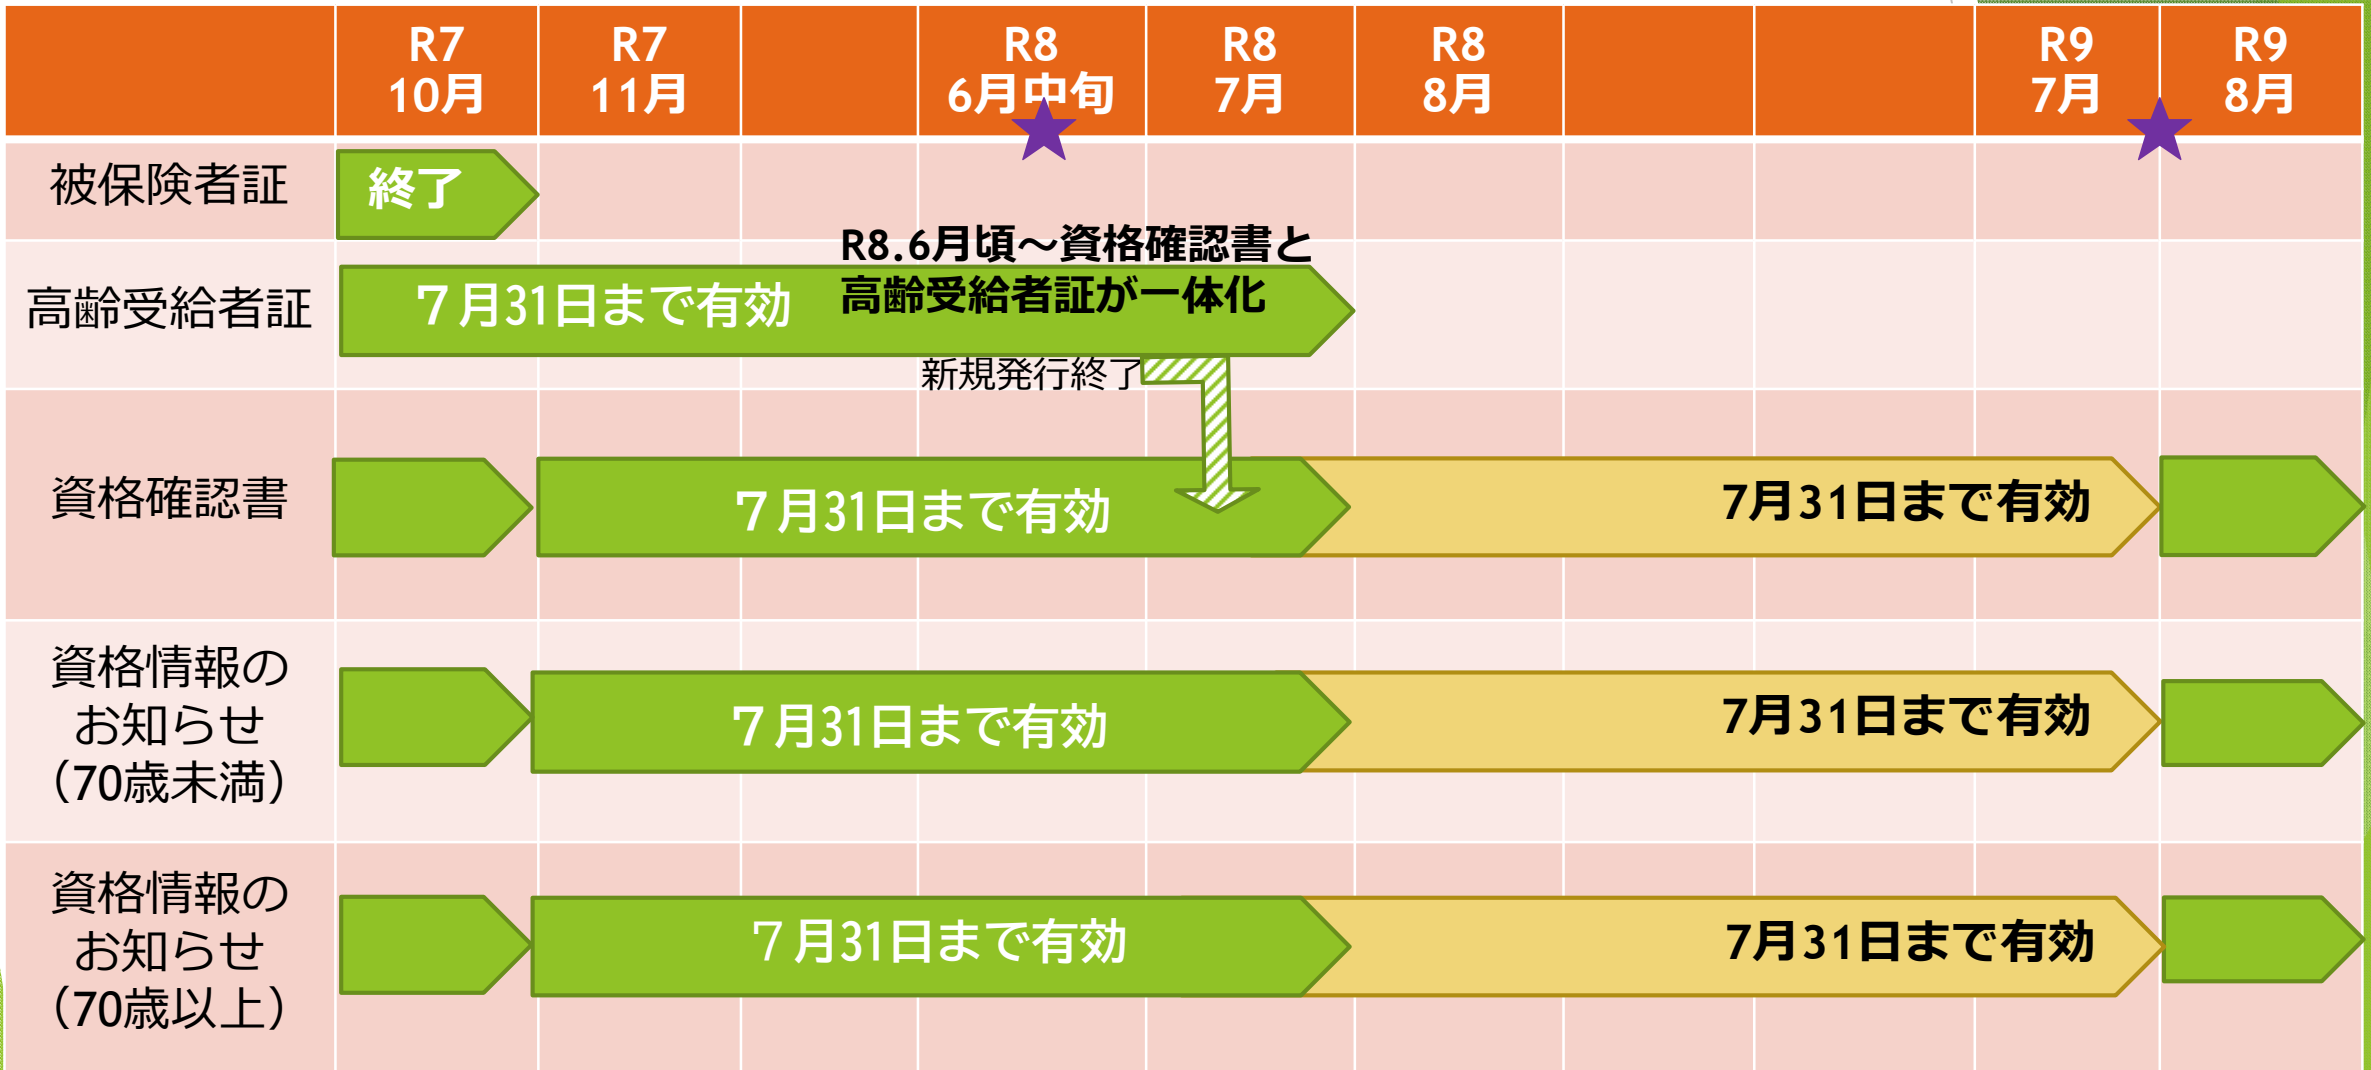 R7
10月
R7
11月
R8
6月中旬
R8
7月
R8
8月
R9
7月
R9
8月
被保険者証
終了
R8.6月頃～資格確認書と
高齢受給者証が一体化
高齢受給者証
７月31日まで有効
新規発行終了
資格確認書
７月31日まで有効
7月31日まで有効
資格情報の
お知らせ
（70歳未満）
７月31日まで有効
7月31日まで有効
資格情報の
お知らせ
（70歳以上）
７月31日まで有効
7月31日まで有効